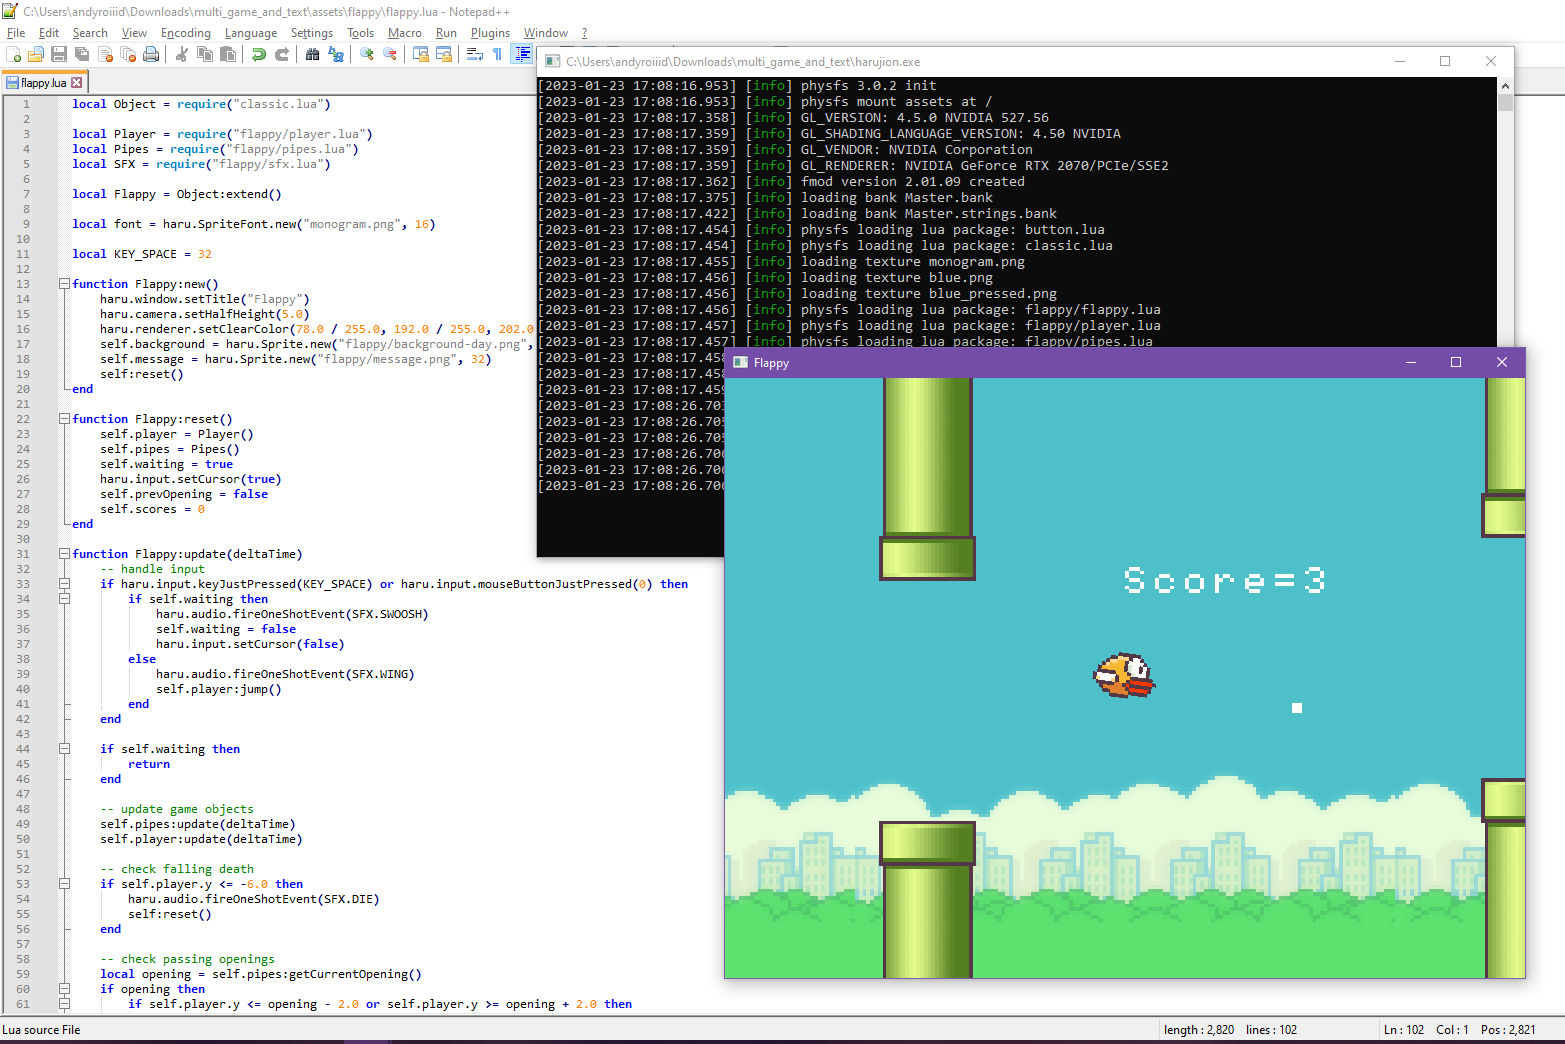 C:\Users\andyroiiid\Downloads\multi_game_and_text\assets\flappy\flappy.lua - Notepad++
File Edit Search View Encoding Language Settings Tools Macro Run Plugins Window ?
flappy.lua
1 local Object = require("classic.lua")
2
3 local Player = require("flappy/player.lua")
4 local Pipes = require("flappy/pipes.lua")
5 local SFX = require("flappy/sfx.lua")
6
7 local Flappy = Object:extend()
8
9 local font = haru.SpriteFont.new("monogram.png", 16)
10
11 local KEY_SPACE = 32
12
13 function Flappy:new()
14 haru.window.setTitle("Flappy")
15 haru.camera.setHalfHeight(5.0)
16 haru.renderer.setClearColor(78.0 / 255.0, 192.0 / 255.0, 202.0
17 self.background = haru.Sprite.new("flappy/background-day.png",
18 self.message = haru.Sprite.new("flappy/message.png", 32)
19 self:reset()
20 end
21
22 function Flappy:reset()
23 self.player = Player()
24 self.pipes = Pipes()
25 self.waiting = true
26 haru.input.setCursor(true)
27 self.prevOpening = false
28 self.scores = 0
29 end
30
31 function Flappy:update(deltaTime)
32 -- handle input
33 if haru.input.keyJustPressed(KEY_SPACE) or haru.input.mouseButtonJustPressed(0) then
34 if self.waiting then
35 haru.audio.fireOneShotEvent(SFX.SWOOSH)
36 self.waiting = false
37 haru.input.setCursor(false)
38 else
39 haru.audio.fireOneShotEvent(SFX.WING)
40 self.player:jump()
41 end
42 end
43
44 if self.waiting then
45 return
46 end
47
48 -- update game objects
49 self.pipes:update(deltaTime)
50 self.player:update(deltaTime)
51
52 -- check falling death
53 if self.player.y <= -6.0 then
54 haru.audio.fireOneShotEvent(SFX.DIE)
55 self:reset()
56 end
57
58 -- check passing openings
59 local opening = self.pipes:getCurrentOpening()
60 if opening then
61 if self.player.y <= opening - 2.0 or self.player.y >= opening + 2.0 then
C:\Users\andyroiiid\Downloads\multi_game_and_text\harujion.exe
[2023-01-23 17:08:16.953] [info] physfs 3.0.2 init
[2023-01-23 17:08:16.953] [info] physfs mount assets at /
[2023-01-23 17:08:17.358] [info] GL_VERSION: 4.5.0 NVIDIA 527.56
[2023-01-23 17:08:17.359] [info] GL_SHADING_LANGUAGE_VERSION: 4.50 NVIDIA
[2023-01-23 17:08:17.359] [info] GL_VENDOR: NVIDIA Corporation
[2023-01-23 17:08:17.359] [info] GL_RENDERER: NVIDIA GeForce RTX 2070/PCIe/SSE2
[2023-01-23 17:08:17.362] [info] fmod version 2.01.09 created
[2023-01-23 17:08:17.375] [info] loading bank Master.bank
[2023-01-23 17:08:17.422] [info] loading bank Master.strings.bank
[2023-01-23 17:08:17.454] [info] physfs loading lua package: button.lua
[2023-01-23 17:08:17.454] [info] physfs loading lua package: classic.lua
[2023-01-23 17:08:17.455] [info] loading texture monogram.png
[2023-01-23 17:08:17.456] [info] loading texture blue.png
[2023-01-23 17:08:17.456] [info] loading texture blue_pressed.png
[2023-01-23 17:08:17.456] [info] physfs loading lua package: flappy/flappy.lua
[2023-01-23 17:08:17.457] [info] physfs loading lua package: flappy/player.lua
[2023-01-23 17:08:17.457] [info] physfs loading lua package: flappy/pipes.lua
[2023-01-23 17:08:17.458
[2023-01-23 17:08:17.458
[2023-01-23 17:08:17.459
[2023-01-23 17:08:26.70
[2023-01-23 17:08:26.705
[2023-01-23 17:08:26.705
[2023-01-23 17:08:26.706
[2023-01-23 17:08:26.706
[2023-01-23 17:08:26.706
Flappy
Score=3
Lua source File length : 2,820 lines : 102 Ln : 102 Col : 1 Pos : 2,821